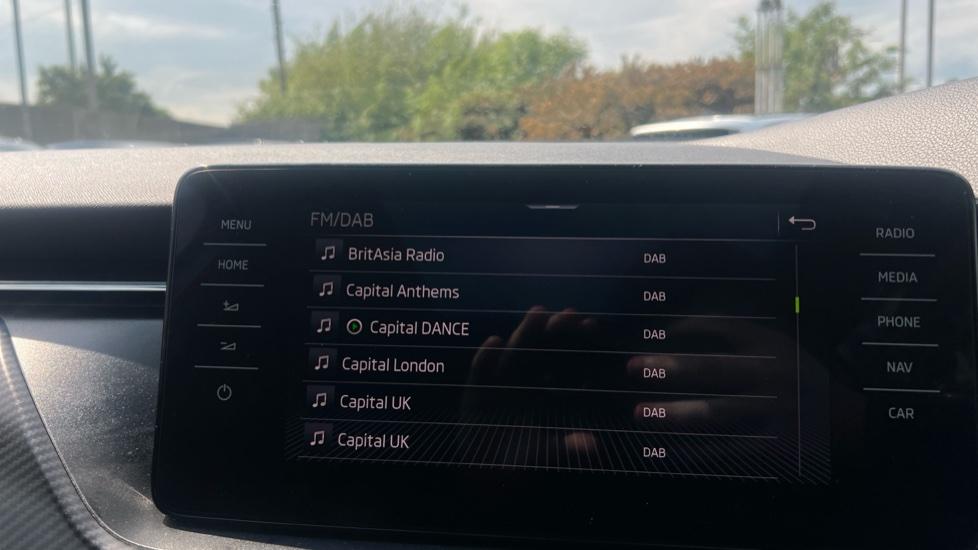 MENU
HOME
FM/DAB
BritAsia Radio DAB
Capital Anthems DAB
Capital DANCE DAB
Capital London DAB
Capital UK DAB
Capital UK DAB
RADIO
MEDIA
PHONE
NAV
CAR